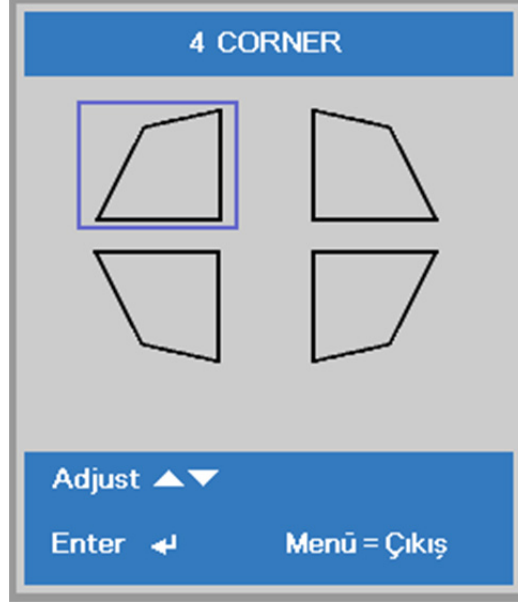 4 CORNER
Adjust ▲▼
Enter ↵ Menü = Çıkış